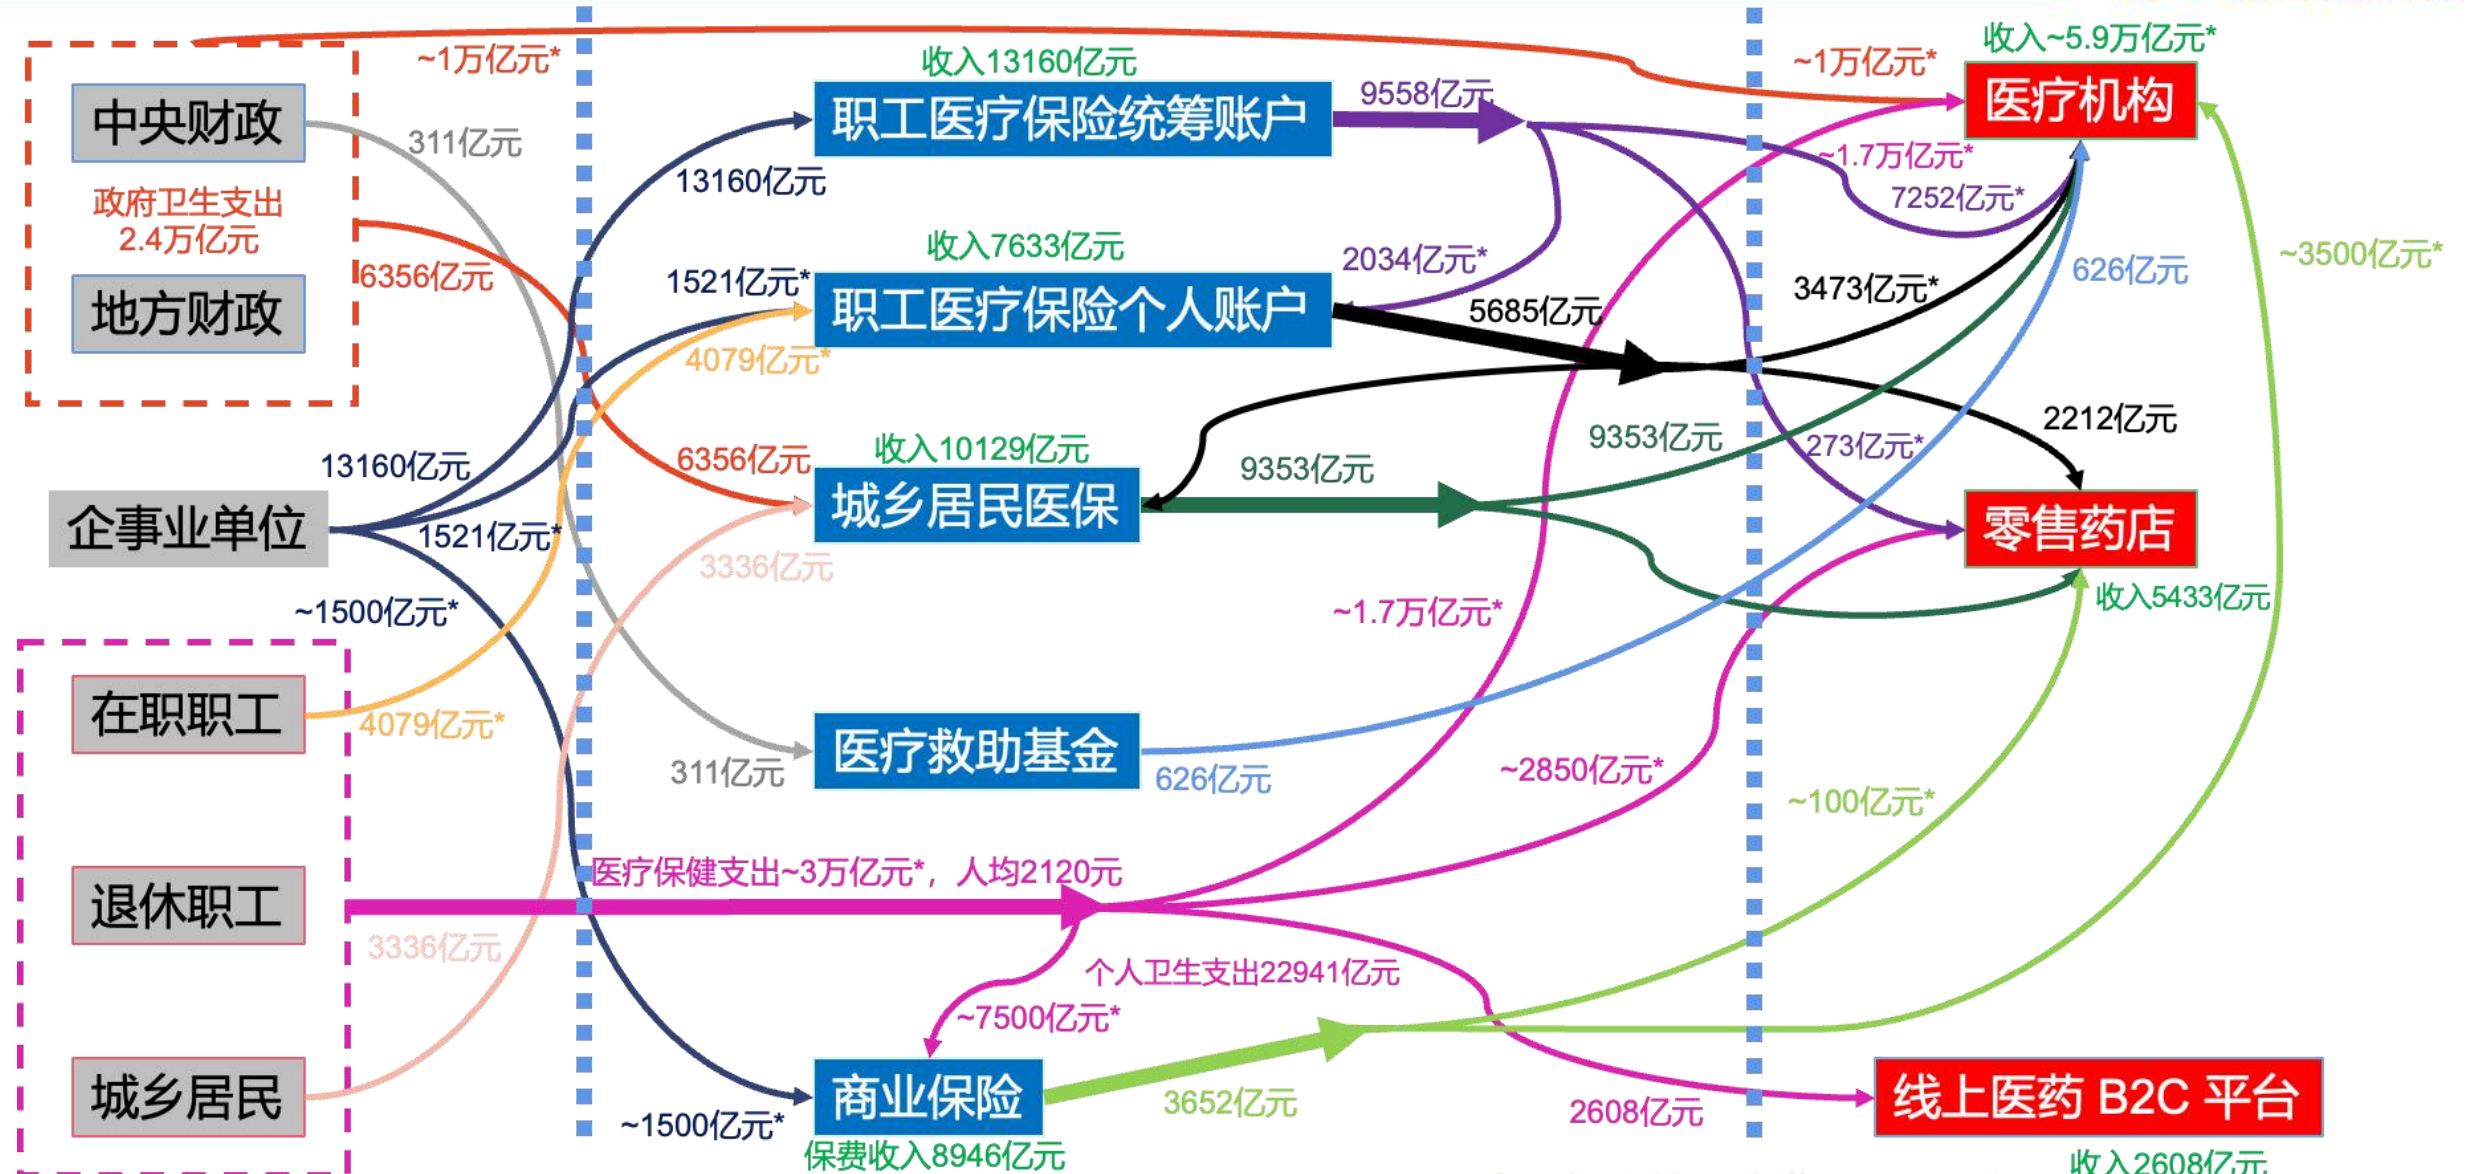 中央财政
政府卫生支出
2.4万亿元
地方财政
企事业单位
在职职工
退休职工
城乡居民
~1万亿元*
311亿元
6356亿元
13160亿元
1521亿元*
~1500亿元*
4079亿元*
3336亿元
收入13160亿元
职工医疗保险统筹账户
13160亿元
收入7633亿元
1521亿元*
职工医疗保险个人账户
4079亿元*
收入10129亿元
6356亿元
城乡居民医保
3336亿元
医疗救助基金
311亿元
626亿元
医疗保健支出~3万亿元*，人均2120元
个人卫生支出22941亿元
~7500亿元*
商业保险
~1500亿元*
保费收入8946亿元
3652亿元
9558亿元
2034亿元*
5685亿元
9353亿元
9353亿元
~1.7万亿元*
~2850亿元*
2608亿元
~1万亿元*
收入~5.9万亿元*
医疗机构
~1.7万亿元*
7252亿元*
~3500亿元*
626亿元
3473亿元*
2212亿元
273亿元*
零售药店
收入5433亿元
~100亿元*
线上医药 B2C 平台
收入2608亿元